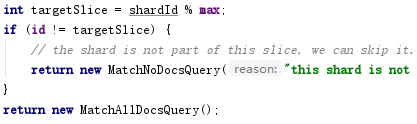 int targetSlice = shardId % max;
if (id != targetSlice) {
// the shard is not part of this slice, we can skip it.
return new MatchNoDocsQuery( reason: "this shard is not
}
return new MatchAllDocsQuery();